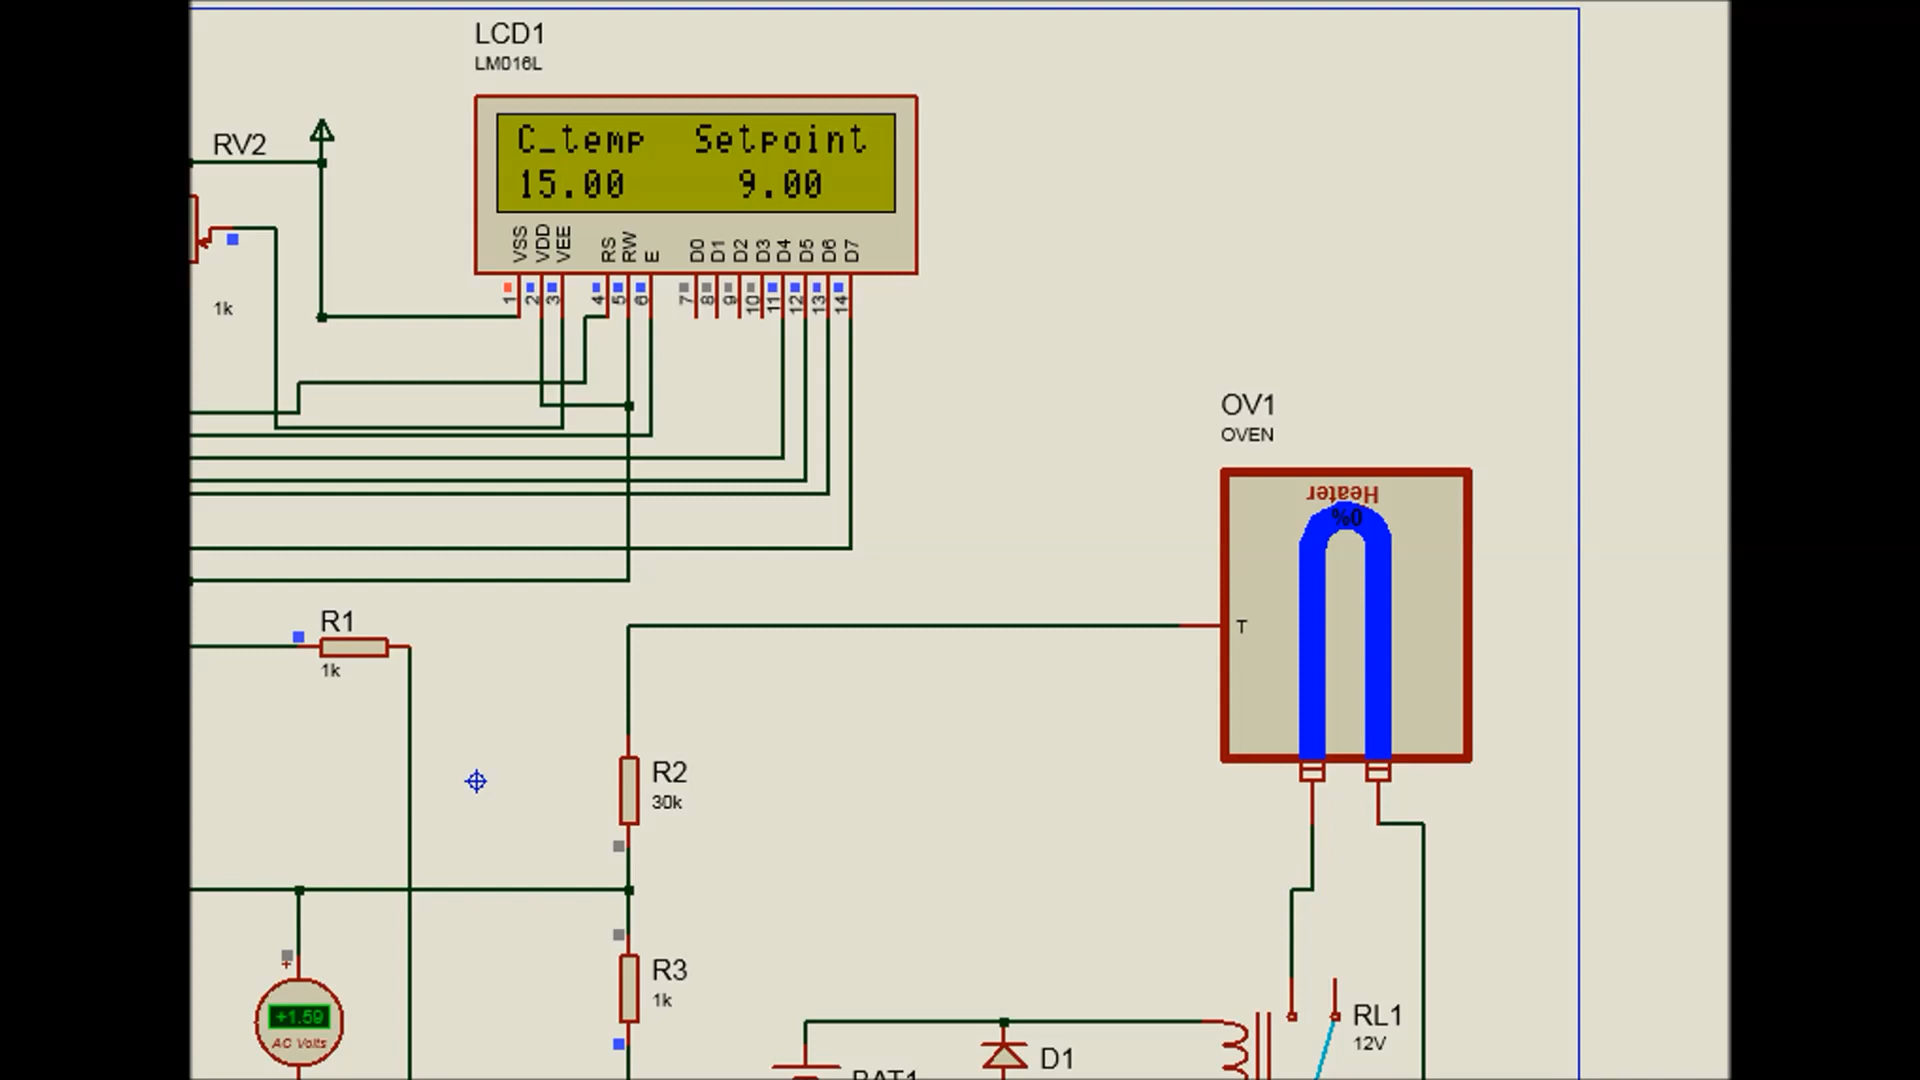 LCD1
LM016L
RV2
C_temp Setpoint
15.00 9.00
VSS VDD VEE RS RW E D0 D1 D2 D3 D4 D5 D6 D7
1 2 3 4 5 6 7 8 9 10 11 12 13 14
1k
OV1
OVEN
Heater
%0
T
R1
1k
R2
30k
R3
1k
+1.59
AC Volts
RL1
12V
D1
BAT1